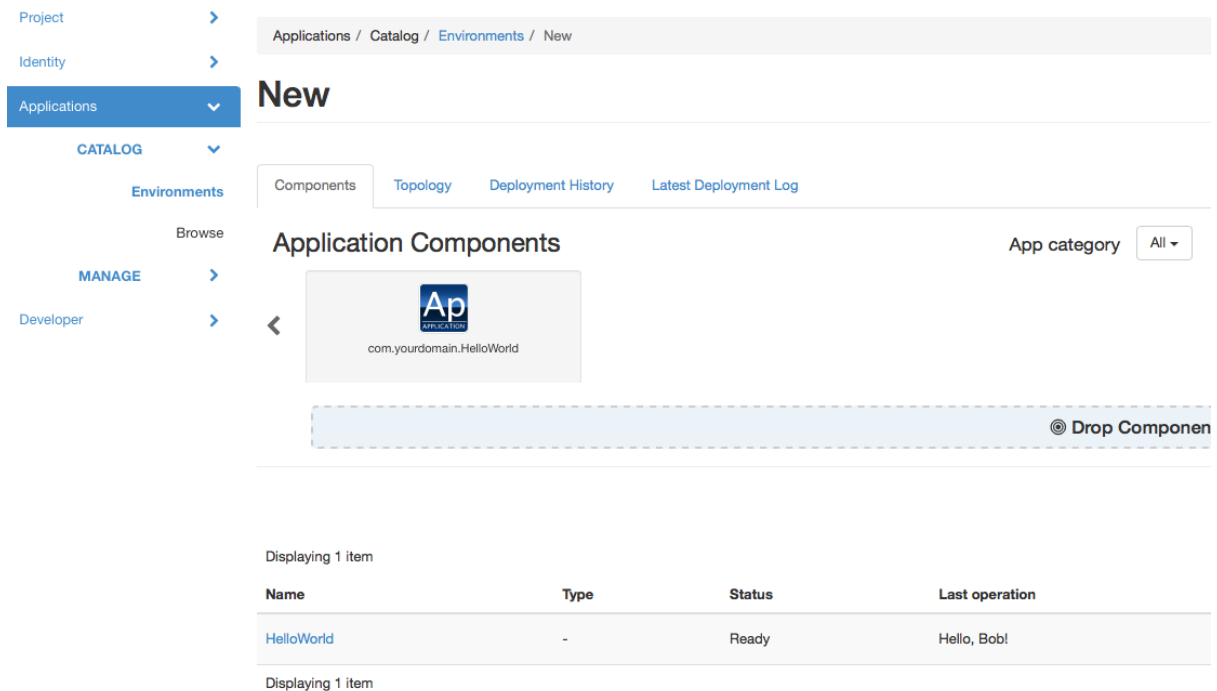 Project
Identity
Applications
CATALOG
Environments
Browse
MANAGE
Developer
Applications / Catalog / Environments / New
New
Components Topology Deployment History Latest Deployment Log
Application Components
App category All
Ap
APPLICATION
com.yourdomain.HelloWorld
Drop Componen
Displaying 1 item
Name Type Status Last operation
HelloWorld - Ready Hello, Bob!
Displaying 1 item